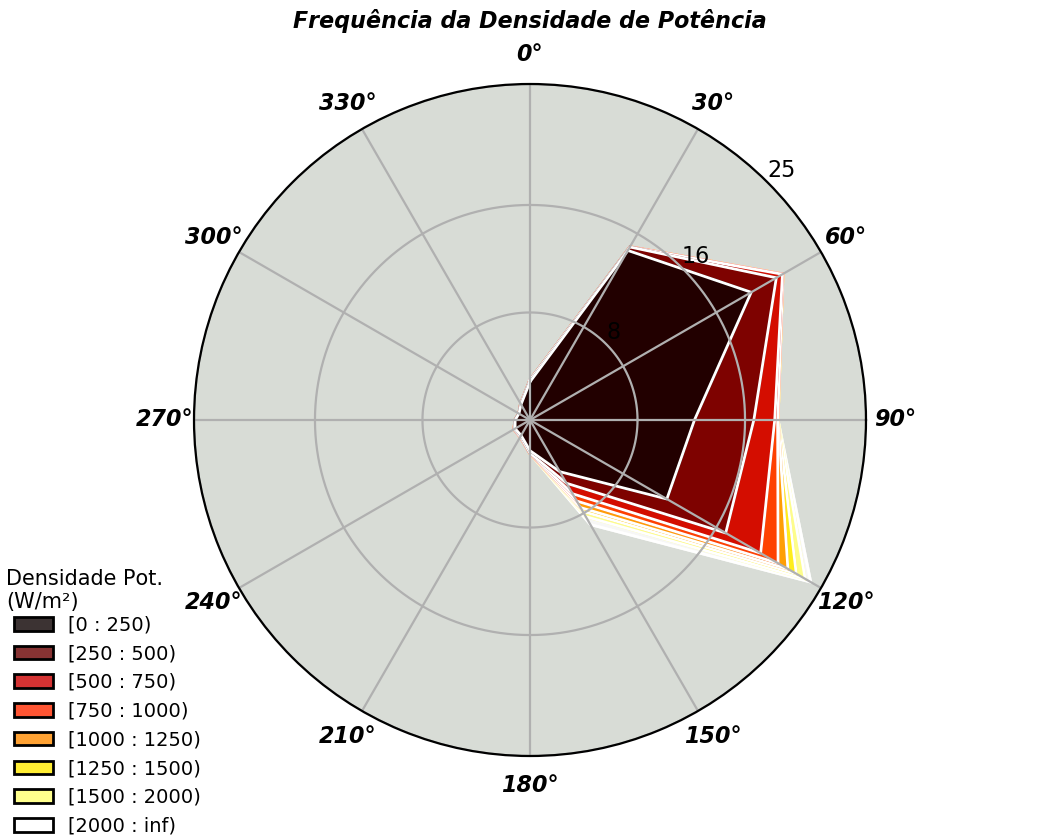 Frequência da Densidade de Potência
0°
330°
30°
25
300°
60°
16
8
270°
90°
240°
120°
210°
150°
180°
Densidade Pot.
(W/m²)
[0 : 250)
[250 : 500)
[500 : 750)
[750 : 1000)
[1000 : 1250)
[1250 : 1500)
[1500 : 2000)
[2000 : inf)